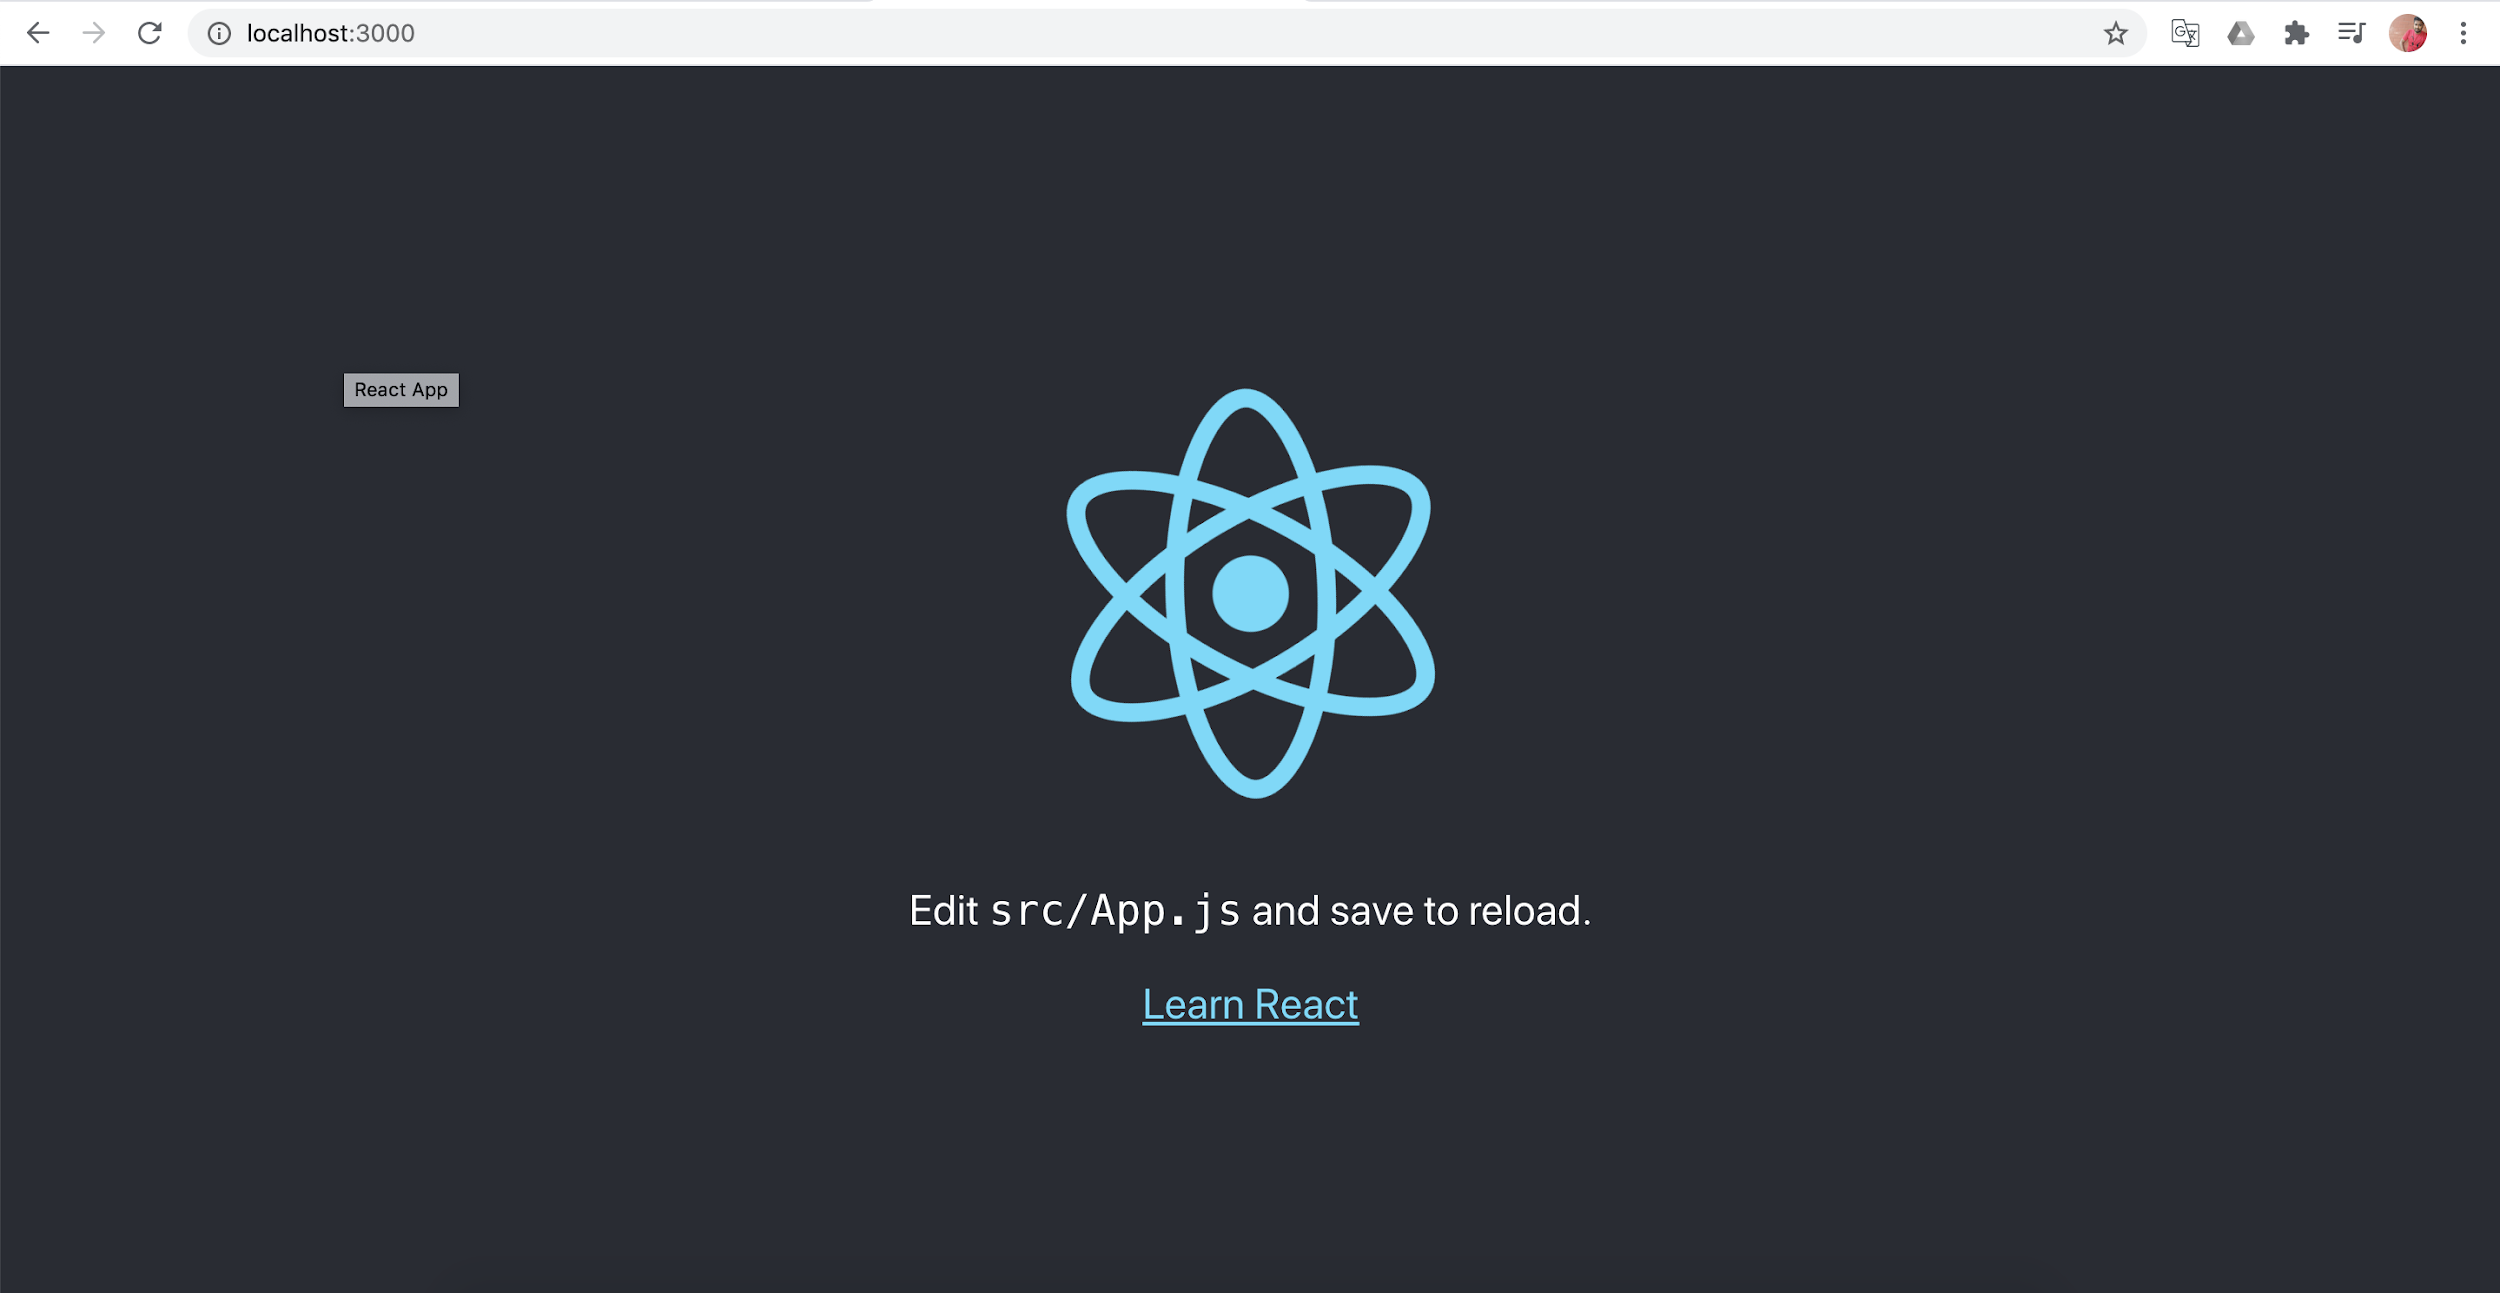 localhost:3000
React App
Edit src/App.js and save to reload.
Learn React